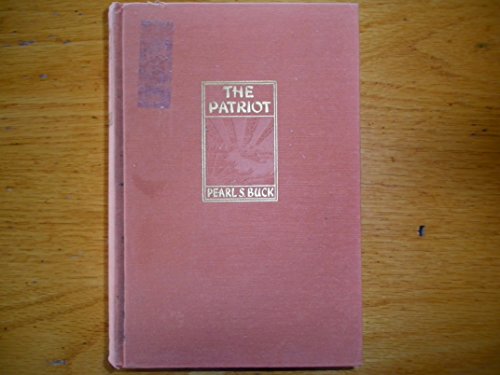 THE
PATRIOT
PEARL S. BUCK